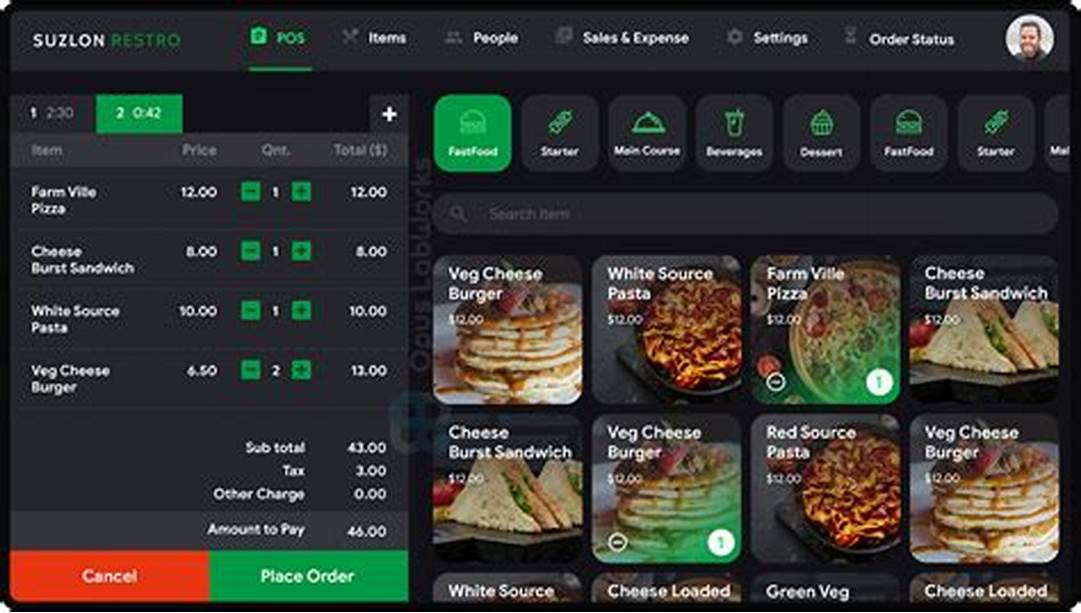 SUZLON RESTRO
POS
Items
People
Sales & Expense
Settings
Order Status
1 2:30
2 0:42
+
Item Price Qnt. Total ($)
Farm Ville
Pizza
12.00 − 1 + 12.00
Cheese
Burst Sandwich
8.00 − 1 + 8.00
White Source
Pasta
10.00 − 1 + 10.00
Veg Cheese
Burger
6.50 − 2 + 13.00
Sub total 43.00
Tax 3.00
Other Charge 0.00
Amount to Pay 46.00
Cancel
Place Order
Opus LabWorks
FastFood
Starter
Main Course
Beverages
Dessert
FastFood
Starter
Search Item
Veg Cheese
Burger
$12.00
White Source
Pasta
$12.00
Farm Ville
Pizza
$12.00
1
Cheese
Burst Sandwich
$12.00
Cheese
Burst Sandwich
$12.00
Veg Cheese
Burger
$12.00
1
Red Source
Pasta
$12.00
Veg Cheese
Burger
$12.00
White Source
Cheese Loaded
Green Veg
Cheese Loaded